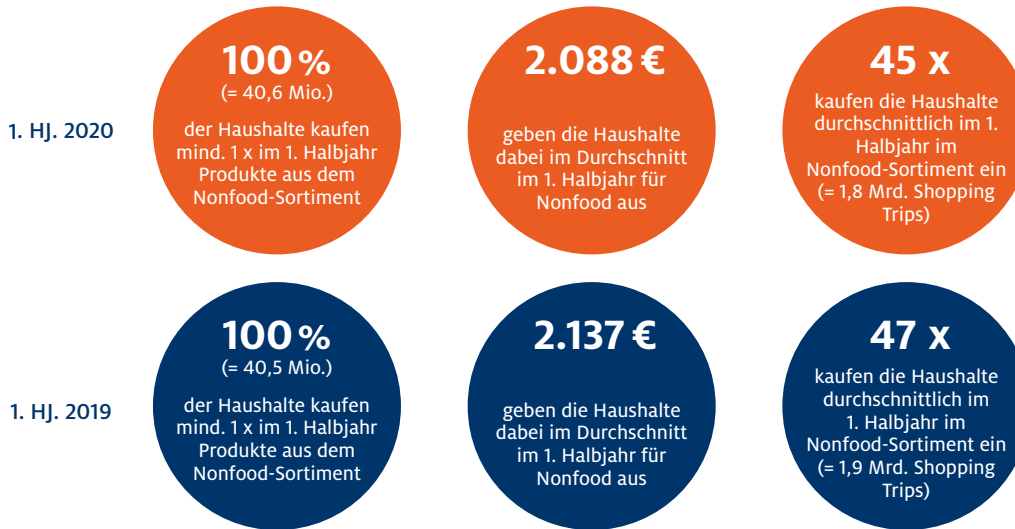 1. HJ. 2020
100 %
(= 40,6 Mio.)
der Haushalte kaufen
mind. 1 x im 1. Halbjahr
Produkte aus dem
Nonfood-Sortiment
2.088 €
geben die Haushalte
dabei im Durchschnitt
im 1. Halbjahr für
Nonfood aus
45 x
kaufen die Haushalte
durchschnittlich im 1.
Halbjahr im
Nonfood-Sortiment ein
(= 1,8 Mrd. Shopping
Trips)
1. HJ. 2019
100 %
(= 40,5 Mio.)
der Haushalte kaufen
mind. 1 x im 1. Halbjahr
Produkte aus dem
Nonfood-Sortiment
2.137 €
geben die Haushalte
dabei im Durchschnitt
im 1. Halbjahr für
Nonfood aus
47 x
kaufen die Haushalte
durchschnittlich im
1. Halbjahr im
Nonfood-Sortiment ein
(= 1,9 Mrd. Shopping
Trips)